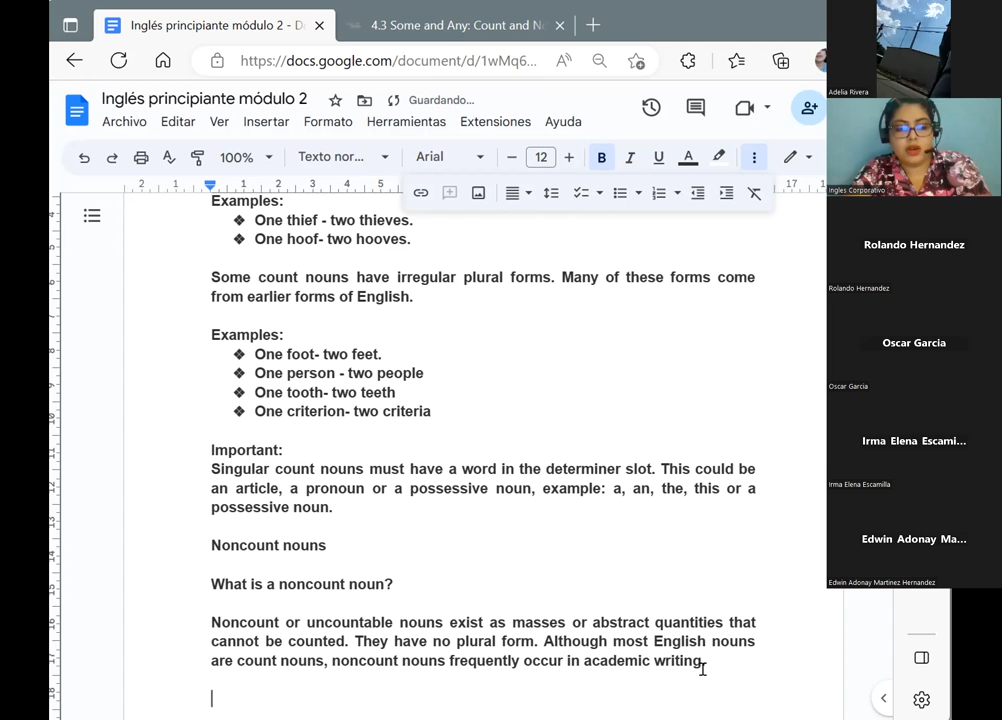 Inglés principiante módulo 2 - D
4.3 Some and Any: Count and N
https://docs.google.com/document/d/1wMq6...
Adelia Rivera
Inglés principiante módulo 2
Guardando...
Archivo Editar Ver Insertar Formato Herramientas Extensiones Ayuda
100% Texto nor... Arial 12 B I U A
2 1 1 2 3 4 5 17
Ingles Corporativo
Examples:
❖ One thief - two thieves.
❖ One hoof- two hooves.
Some count nouns have irregular plural forms. Many of these forms come
from earlier forms of English.
Examples:
❖ One foot- two feet.
❖ One person - two people
❖ One tooth- two teeth
❖ One criterion- two criteria
Important:
Singular count nouns must have a word in the determiner slot. This could be
an article, a pronoun or a possessive noun, example: a, an, the, this or a
possessive noun.
Noncount nouns
What is a noncount noun?
Noncount or uncountable nouns exist as masses or abstract quantities that
cannot be counted. They have no plural form. Although most English nouns
are count nouns, noncount nouns frequently occur in academic writing.
Rolando Hernandez
Rolando Hernandez
Oscar Garcia
Oscar Garcia
Irma Elena Escami...
Irma Elena Escamilla
Edwin Adonay Ma...
Edwin Adonay Martinez Hernandez